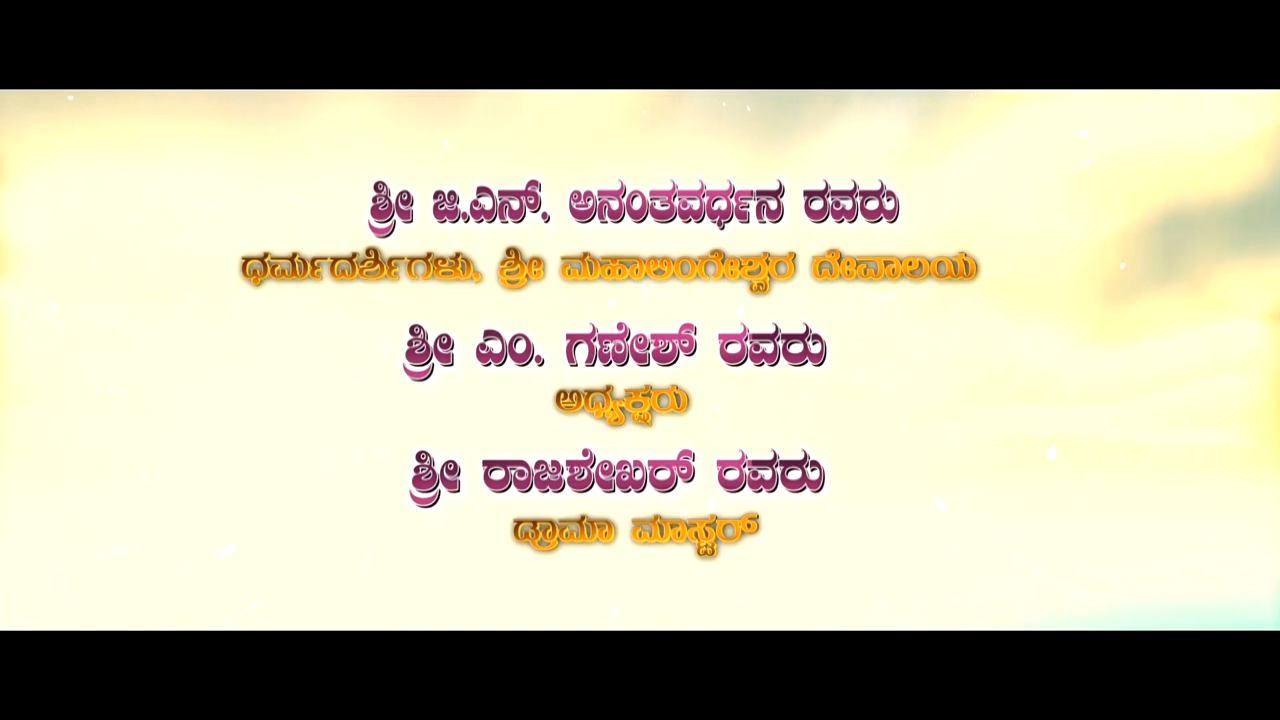 ಶ್ರೀ ಜಿ.ಎನ್. ಅನಂತವರ್ಧನ ರವರು
ಧರ್ಮದರ್ಶಿಗಳು, ಶ್ರೀ ಮಹಾಲಿಂಗೇಶ್ವರ ದೇವಾಲಯ
ಶ್ರೀ ಎಂ. ಗಣೇಶ್ ರವರು
ಅಧ್ಯಕ್ಷರು
ಶ್ರೀ ರಾಜಶೇಖರ್ ರವರು
ಡ್ರಾಮಾ ಮಾಸ್ಟರ್